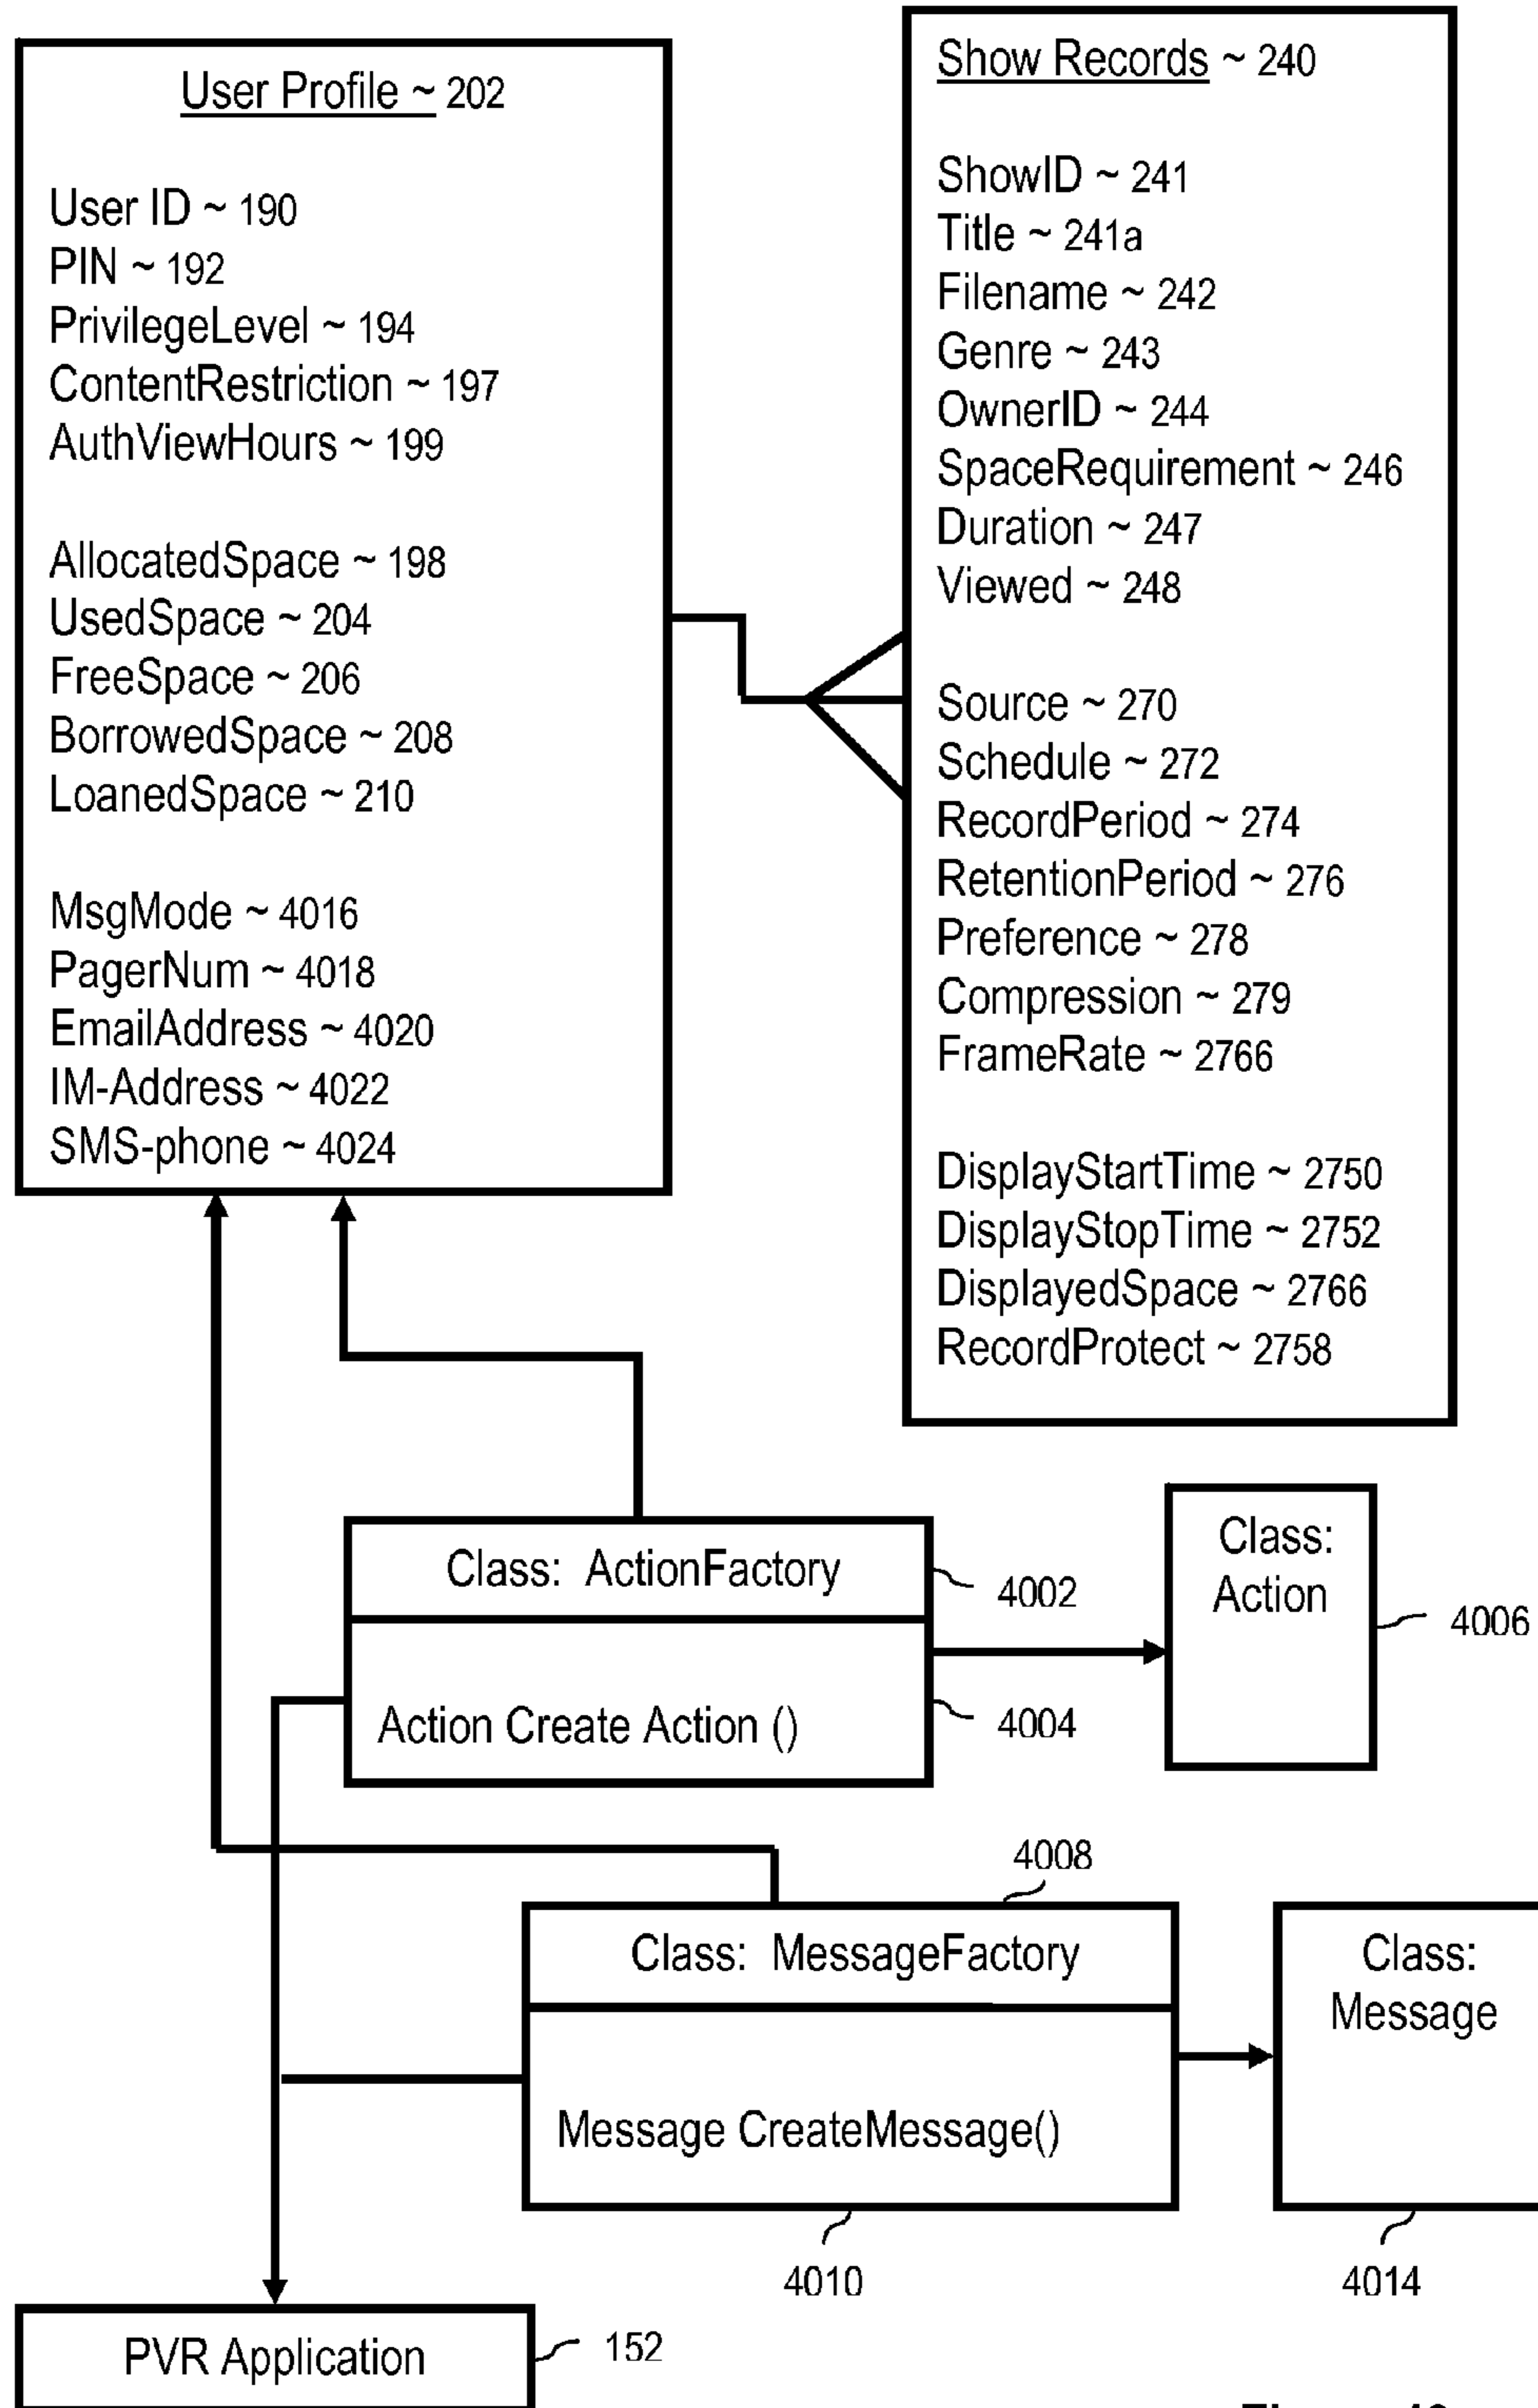 User Profile ~ 202
User ID ~ 190
PIN ~ 192
PrivilegeLevel ~ 194
ContentRestriction ~ 197
AuthViewHours ~ 199
AllocatedSpace ~ 198
UsedSpace ~ 204
FreeSpace ~ 206
BorrowedSpace ~ 208
LoanedSpace ~ 210
MsgMode ~ 4016
PagerNum ~ 4018
EmailAddress ~ 4020
IM-Address ~ 4022
SMS-phone ~ 4024
Show Records ~ 240
ShowID ~ 241
Title ~ 241a
Filename ~ 242
Genre ~ 243
OwnerID ~ 244
SpaceRequirement ~ 246
Duration ~ 247
Viewed ~ 248
Source ~ 270
Schedule ~ 272
RecordPeriod ~ 274
RetentionPeriod ~ 276
Preference ~ 278
Compression ~ 279
FrameRate ~ 2766
DisplayStartTime ~ 2750
DisplayStopTime ~ 2752
DisplayedSpace ~ 2766
RecordProtect ~ 2758
Class: ActionFactory
4002
Action Create Action ()
4004
Class:
Action
4006
4008
Class: MessageFactory
Message CreateMessage()
4010
Class:
Message
4014
PVR Application
152